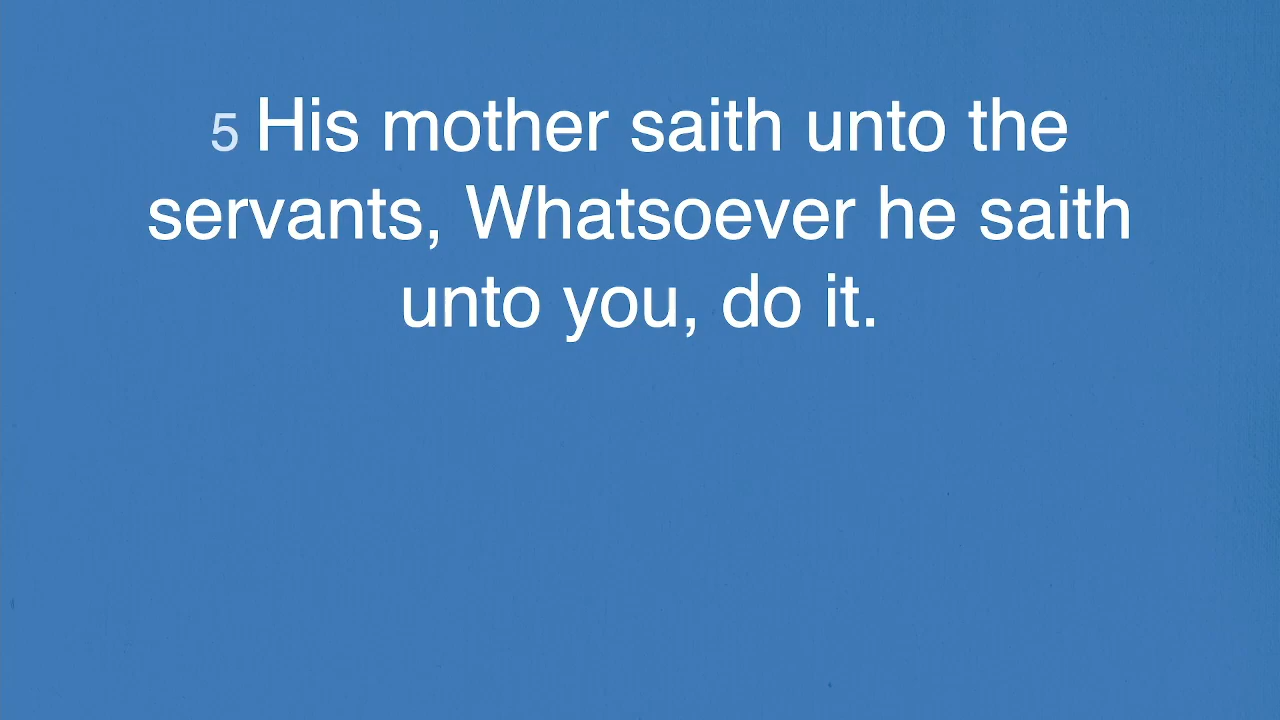 5 His mother saith unto the
servants, Whatsoever he saith
unto you, do it.